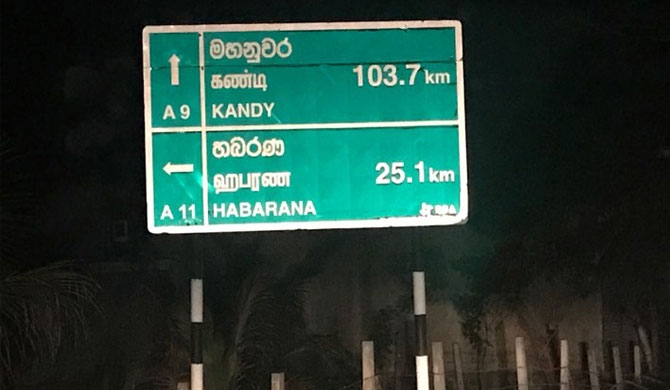 මහනුවර
கண்டி
103.7 km
A 9 KANDY
හබරණ
ஹபரண
25.1 km
A 11 HABARANA